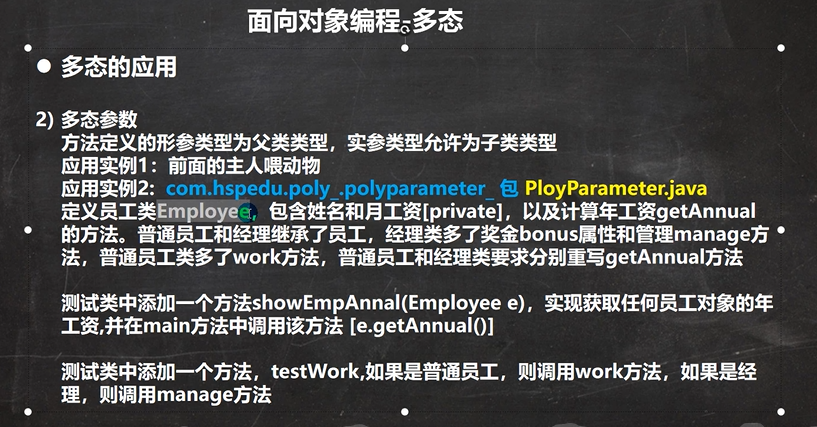 面向对象编程-多态
● 多态的应用
2) 多态参数
方法定义的形参类型为父类类型，实参类型允许为子类类型
应用实例1：前面的主人喂动物
应用实例2：com.hspedu.poly_.polyparameter_ 包 PloyParameter.java
定义员工类Employee，包含姓名和月工资[private]，以及计算年工资getAnnual
的方法。普通员工和经理继承了员工，经理类多了奖金bonus属性和管理manage方
法，普通员工类多了work方法，普通员工和经理类要求分别重写getAnnual方法
测试类中添加一个方法showEmpAnnal(Employee e)，实现获取任何员工对象的年
工资,并在main方法中调用该方法 [e.getAnnual()]
测试类中添加一个方法，testWork,如果是普通员工，则调用work方法，如果是经
理，则调用manage方法